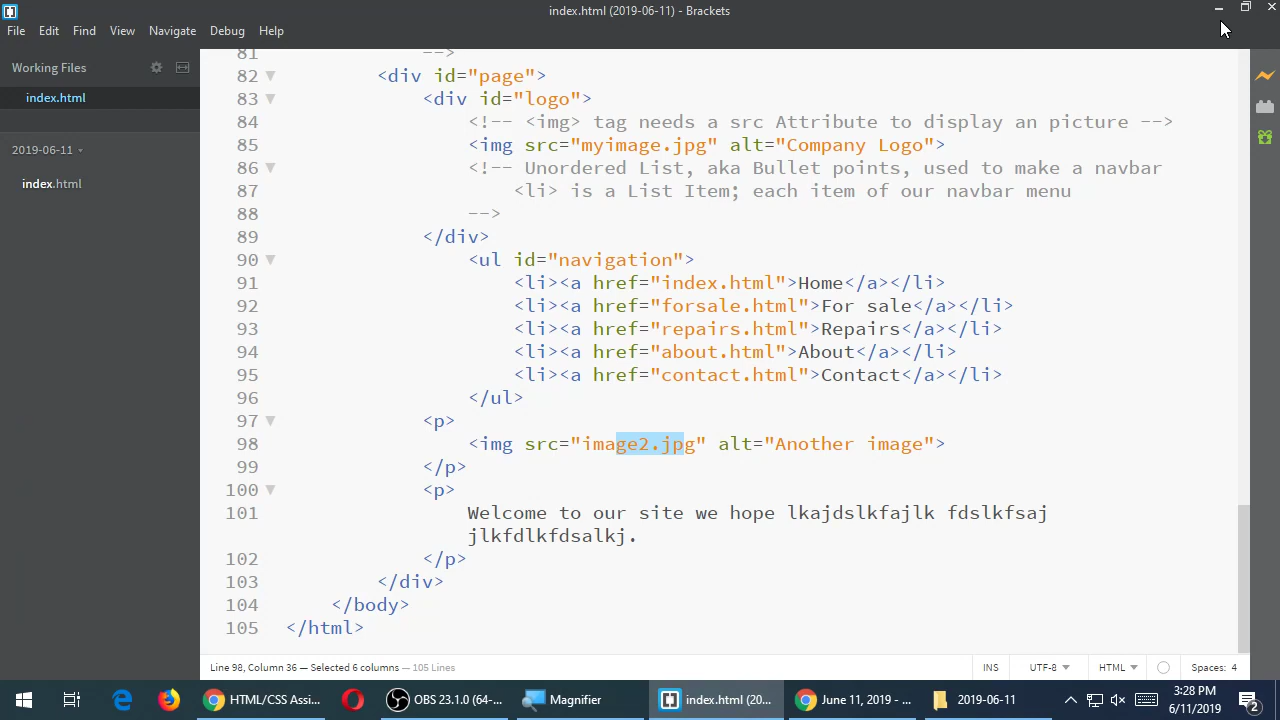 index.html (2019-06-11) - Brackets
File Edit Find View Navigate Debug Help
Working Files
index.html
2019-06-11
index.html
81 -->
82 <div id="page">
83 <div id="logo">
84 <!-- <img> tag needs a src Attribute to display an picture -->
85 <img src="myimage.jpg" alt="Company Logo">
86 <!-- Unordered List, aka Bullet points, used to make a navbar
87 <li> is a List Item; each item of our navbar menu
88 -->
89 </div>
90 <ul id="navigation">
91 <li><a href="index.html">Home</a></li>
92 <li><a href="forsale.html">For sale</a></li>
93 <li><a href="repairs.html">Repairs</a></li>
94 <li><a href="about.html">About</a></li>
95 <li><a href="contact.html">Contact</a></li>
96 </ul>
97 <p>
98 <img src="image2.jpg" alt="Another image">
99 </p>
100 <p>
101 Welcome to our site we hope lkajdslkfajlk fdslkfsaj
jlkfdlkfdsalkj.
102 </p>
103 </div>
104 </body>
105 </html>
Line 98, Column 36 — Selected 6 columns — 105 Lines
INS UTF-8 HTML Spaces: 4
HTML/CSS Assi... OBS 23.1.0 (64-... Magnifier index.html (20... June 11, 2019 - ... 2019-06-11
3:28 PM
6/11/2019
2